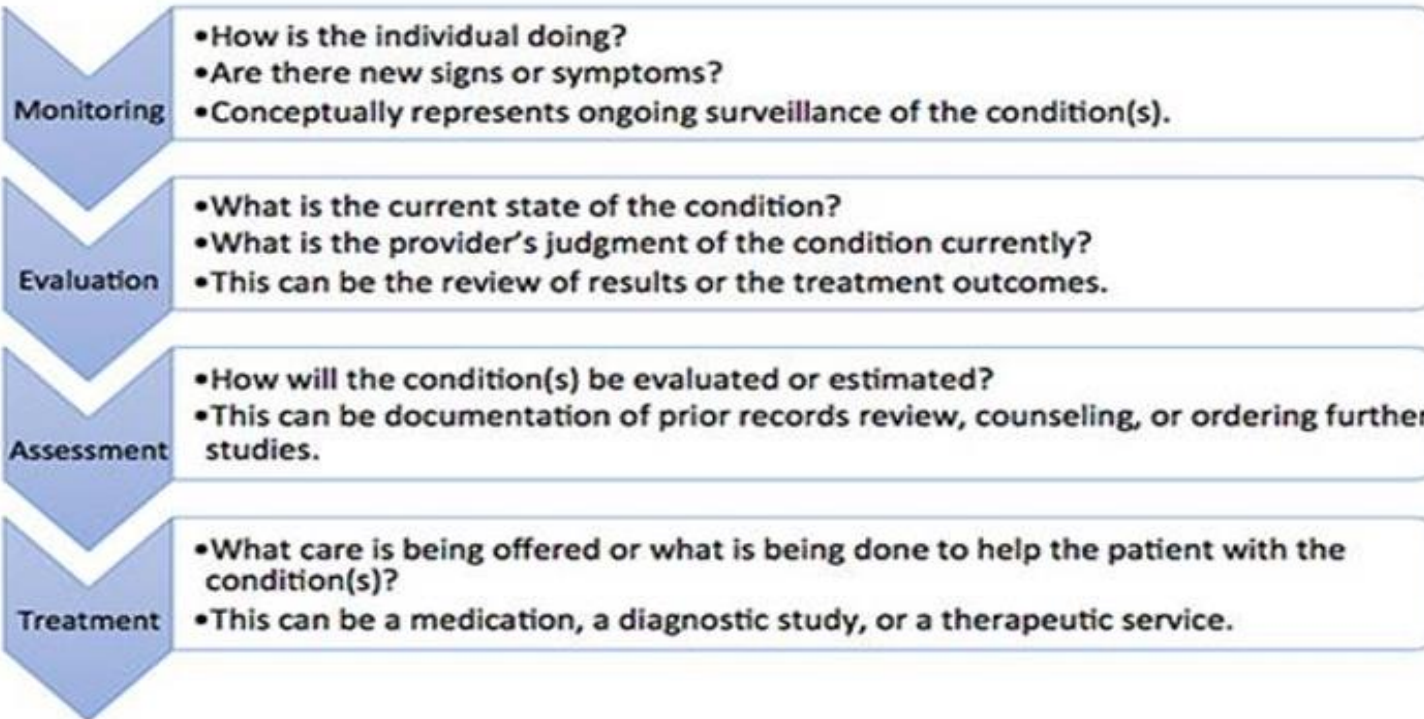 Monitoring
•How is the individual doing?
•Are there new signs or symptoms?
•Conceptually represents ongoing surveillance of the condition(s).
Evaluation
•What is the current state of the condition?
•What is the provider's judgment of the condition currently?
•This can be the review of results or the treatment outcomes.
Assessment
•How will the condition(s) be evaluated or estimated?
•This can be documentation of prior records review, counseling, or ordering further
studies.
Treatment
•What care is being offered or what is being done to help the patient with the
condition(s)?
•This can be a medication, a diagnostic study, or a therapeutic service.